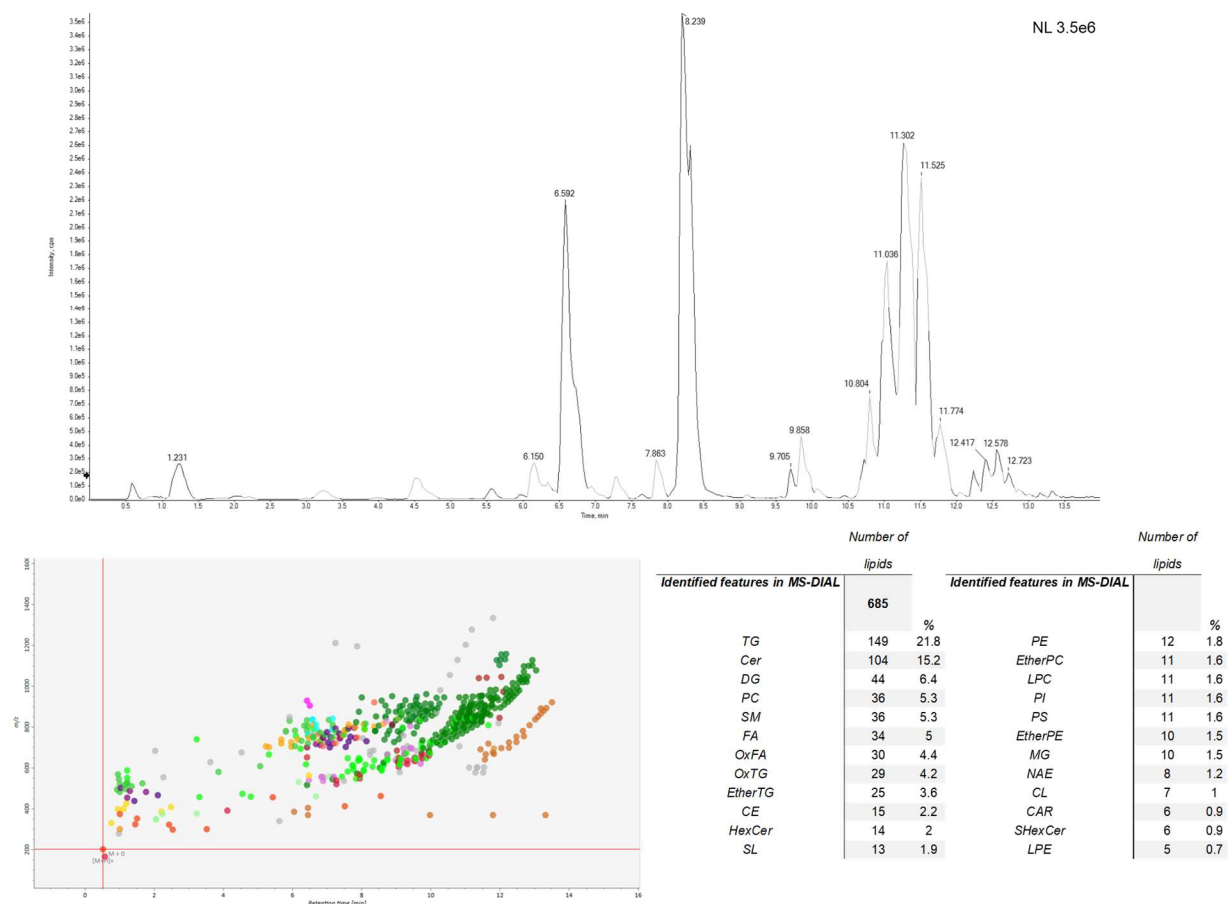 NL 3.5e6
3.5e6
3.4e6
3.3e6
3.2e6
3.1e6
3.0e6
2.9e6
2.8e6
2.7e6
2.6e6
2.5e6
2.4e6
2.3e6
2.2e6
2.1e6
2.0e6
1.9e6
1.8e6
1.7e6
1.6e6
1.5e6
1.4e6
1.3e6
1.2e6
1.1e6
1.0e6
9.0e5
8.0e5
7.0e5
6.0e5
5.0e5
4.0e5
3.0e5
2.0e5
1.0e5
0.0e0
Intensity, cps
8.239
11.302
11.525
6.592
11.036
10.804
11.774
9.858
12.417 12.578
1.231
6.150
7.863
9.705
12.723
0.5 1.0 1.5 2.0 2.5 3.0 3.5 4.0 4.5 5.0 5.5 6.0 6.5 7.0 7.5 8.0 8.5 9.0 9.5 10.0 10.5 11.0 11.5 12.0 12.5 13.0 13.5
Time, min
1600
1400
1200
1000
800
600
400
200
m/z
M + 0
0 2 4 6 8 10 12 14 16
Retention time [min]
Number of
lipids
Identified features in MS-DIAL
685
%
TG 149 21.8
Cer 104 15.2
DG 44 6.4
PC 36 5.3
SM 36 5.3
FA 34 5
OxFA 30 4.4
OxTG 29 4.2
EtherTG 25 3.6
CE 15 2.2
HexCer 14 2
SL 13 1.9
Number of
lipids
Identified features in MS-DIAL
%
PE 12 1.8
EtherPC 11 1.6
LPC 11 1.6
PI 11 1.6
PS 11 1.6
EtherPE 10 1.5
MG 10 1.5
NAE 8 1.2
CL 7 1
CAR 6 0.9
SHexCer 6 0.9
LPE 5 0.7